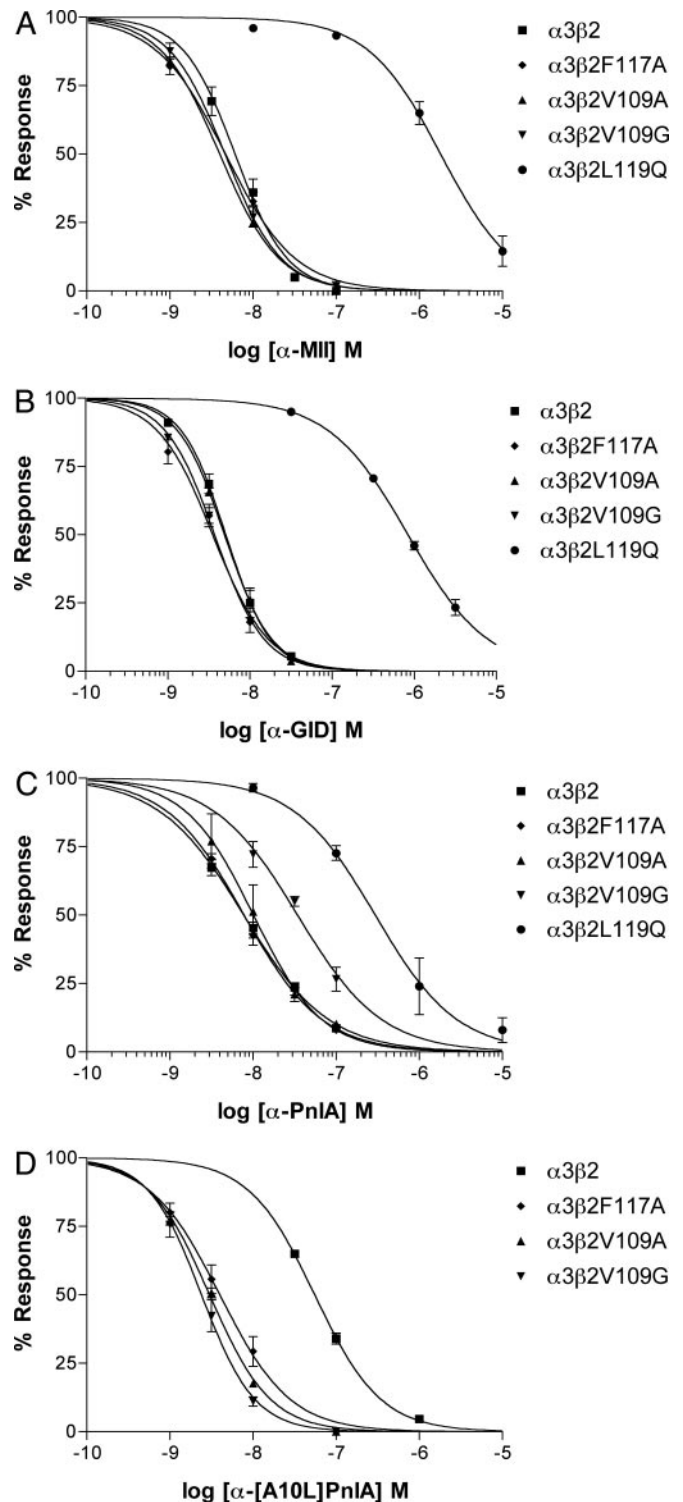 A
100
75
50
25
0
% Response
-10 -9 -8 -7 -6 -5
log [α-MII] M
α3β2
α3β2F117A
α3β2V109A
α3β2V109G
α3β2L119Q
B
100
75
50
25
0
% Response
-10 -9 -8 -7 -6 -5
log [α-GID] M
α3β2
α3β2F117A
α3β2V109A
α3β2V109G
α3β2L119Q
C
100
75
50
25
0
% Response
-10 -9 -8 -7 -6 -5
log [α-PnIA] M
α3β2
α3β2F117A
α3β2V109A
α3β2V109G
α3β2L119Q
D
100
75
50
25
0
% Response
-10 -9 -8 -7 -6 -5
log [α-[A10L]PnIA] M
α3β2
α3β2F117A
α3β2V109A
α3β2V109G